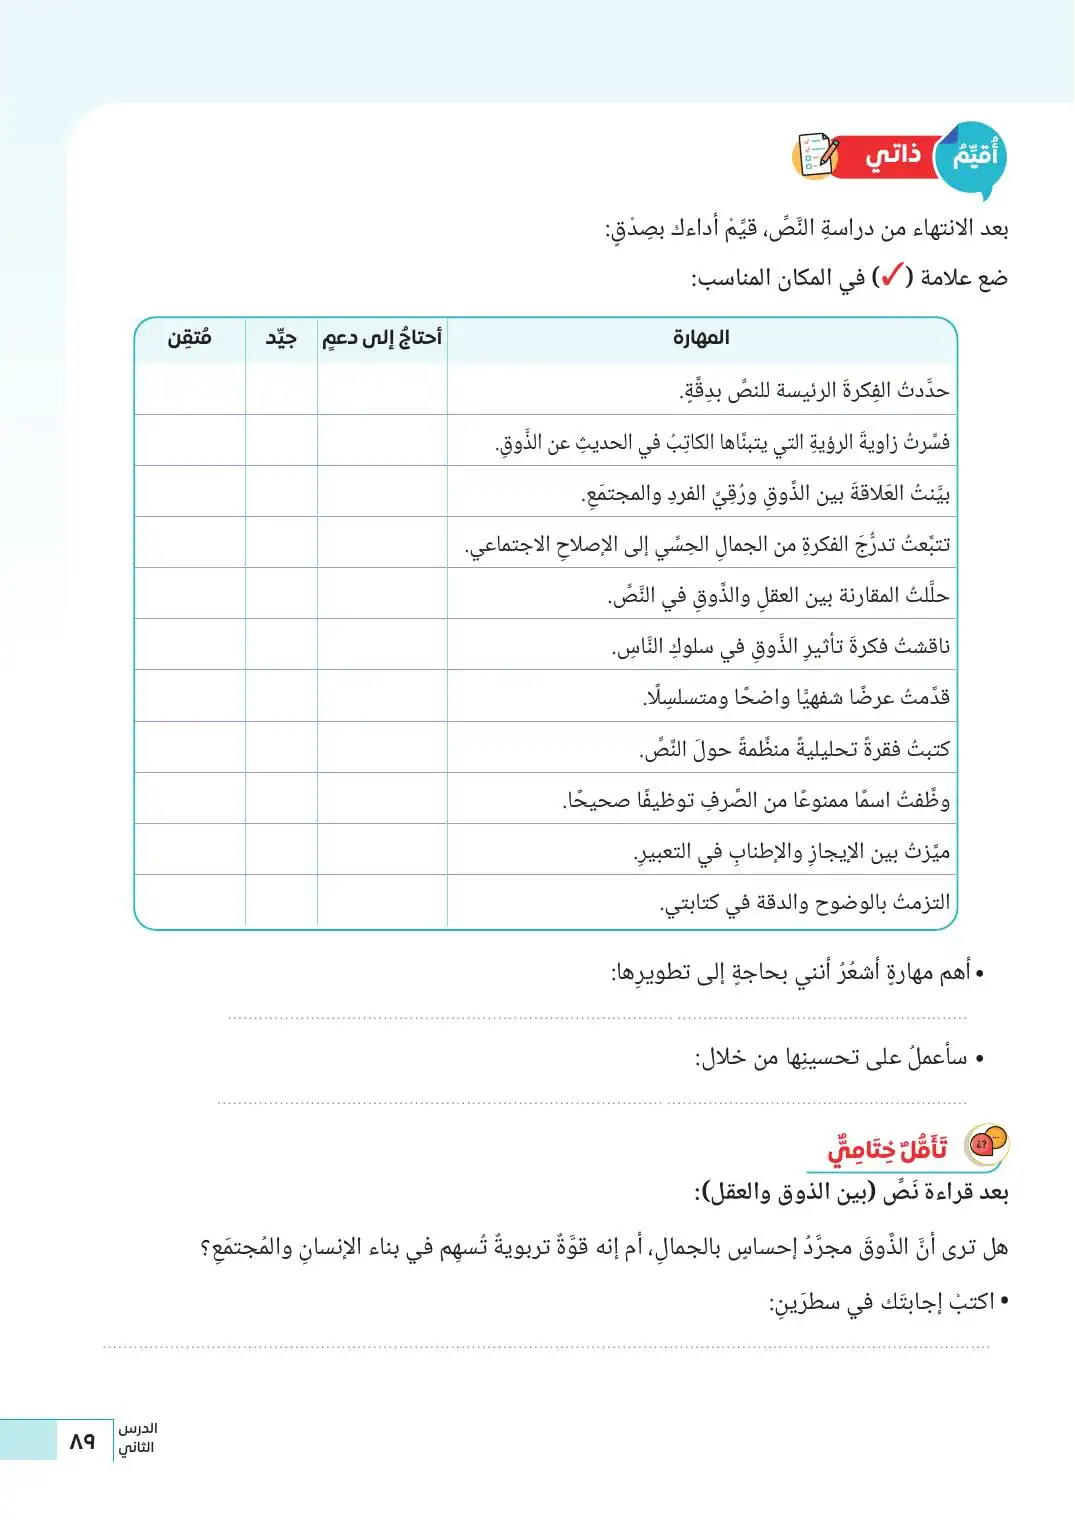 أُقيِّمُ ذاتي
بعد الانتهاء من دراسةِ النَّصِّ، قيِّمْ أداءك بصِدْقٍ:
ضع علامة (✓) في المكان المناسب:
المهارة أحتاجُ إلى دعمٍ جيِّد مُتقِن
حدَّدتُ الفِكرةَ الرئيسة للنصِّ بدِقَّةٍ.
فسَّرتُ زاويةَ الرؤيةِ التي يتبنَّاها الكاتِبُ في الحديثِ عن الذَّوقِ.
بيَّنتُ العَلاقةَ بين الذَّوقِ ورُقِيِّ الفردِ والمجتمَعِ.
تتبَّعتُ تدرُّجَ الفكرةِ من الجمالِ الحِسِّي إلى الإصلاحِ الاجتماعي.
حلَّلتُ المقارنة بين العقلِ والذَّوقِ في النَّصِّ.
ناقشتُ فكرةَ تأثيرِ الذَّوقِ في سلوكِ النَّاسِ.
قدَّمتُ عرضًا شفهيًّا واضحًا ومتسلسِلًا.
كتبتُ فقرةً تحليليةً منظَّمةً حولَ النَّصِّ.
وظَّفتُ اسمًا ممنوعًا من الصَّرفِ توظيفًا صحيحًا.
ميَّزتُ بين الإيجازِ والإطنابِ في التعبيرِ.
التزمتُ بالوضوح والدقة في كتابتي.
• أهم مهارةٍ أشعُرُ أنني بحاجةٍ إلى تطويرِها:
• سأعملُ على تحسينِها من خلال:
تَأَمُّلٌ خِتَامِيٌّ
بعد قراءة نَصِّ (بين الذوق والعقل):
هل ترى أنَّ الذَّوقَ مجرَّدُ إحساسٍ بالجمالِ، أم إنه قوَّةٌ تربويةٌ تُسهِم في بناء الإنسانِ والمُجتمَعِ؟
• اكتبْ إجابتَك في سطرَينِ:
الدرس
الثاني
٨٩